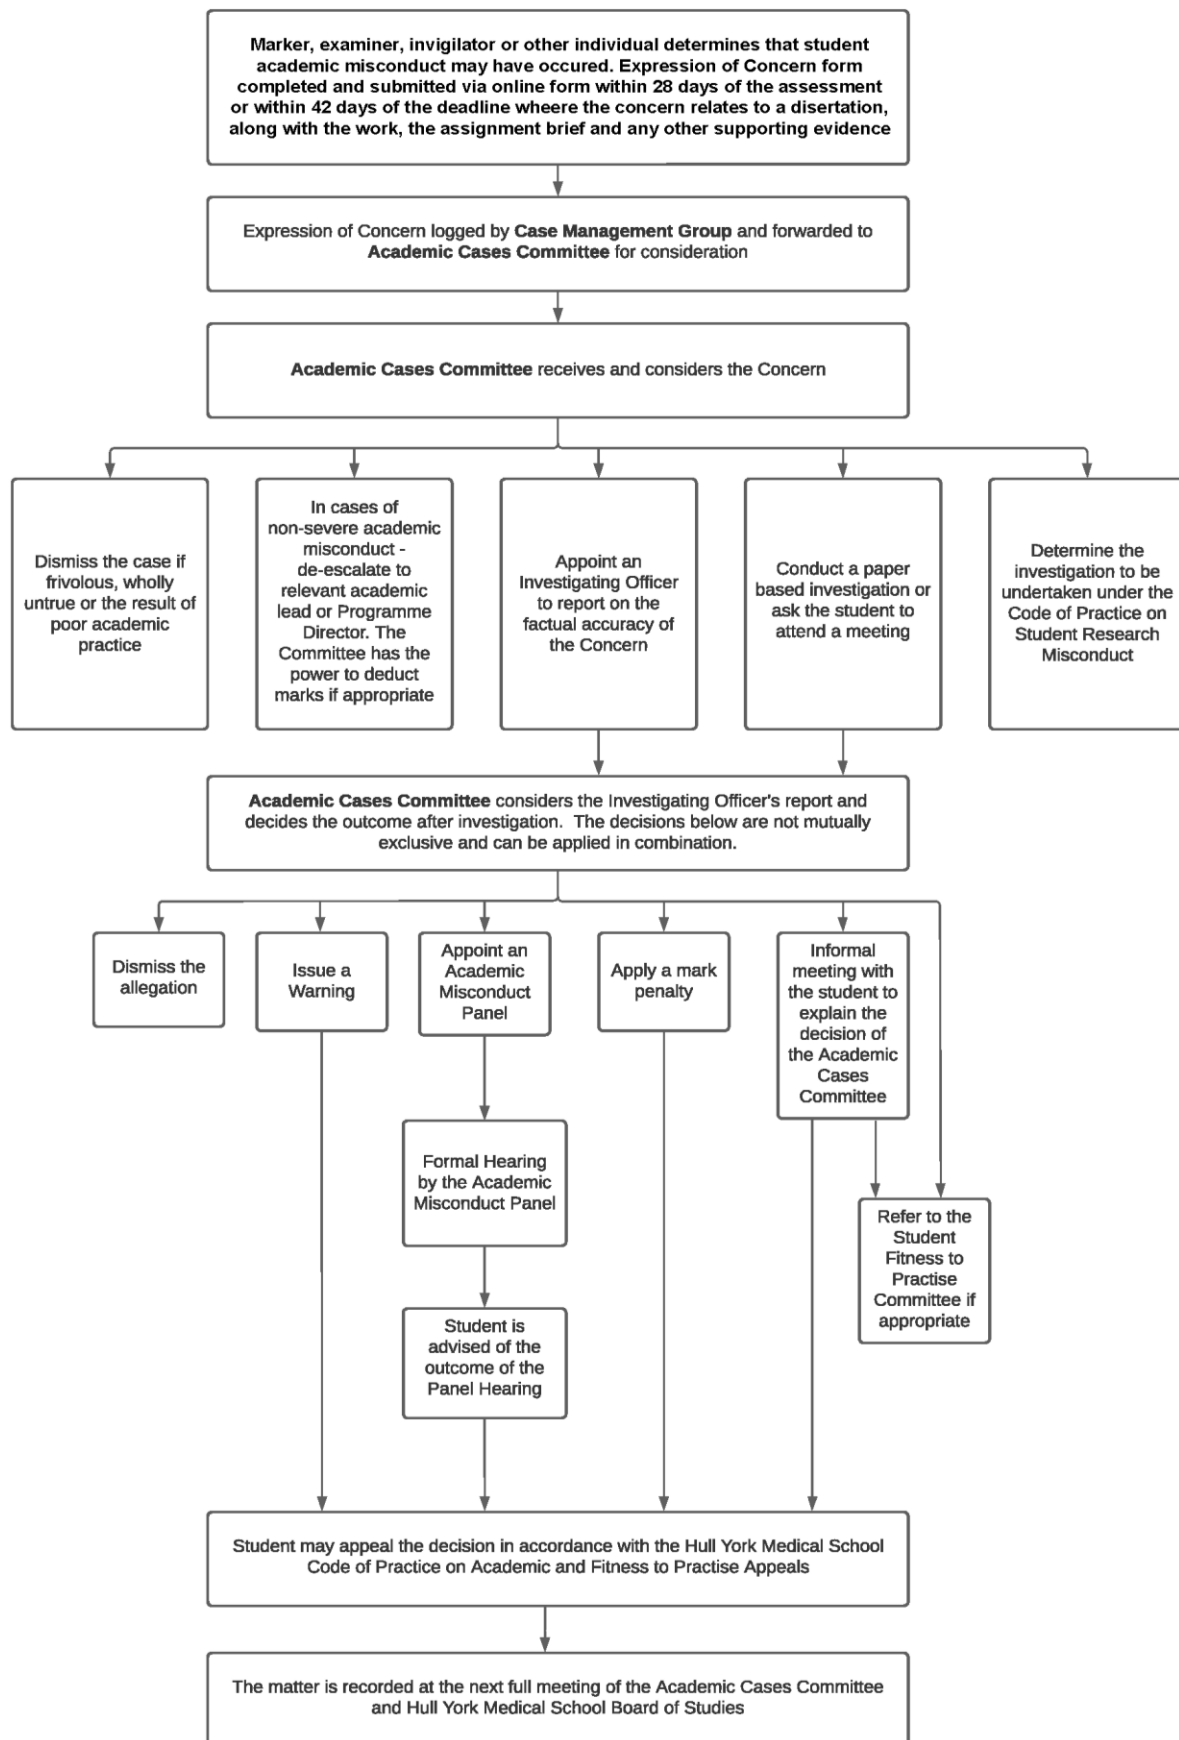 Marker, examiner, invigilator or other individual determines that student
academic misconduct may have occured. Expression of Concern form
completed and submitted via online form within 28 days of the assessment
or within 42 days of the deadline wheere the concern relates to a disertation,
along with the work, the assignment brief and any other supporting evidence
Expression of Concern logged by Case Management Group and forwarded to
Academic Cases Committee for consideration
Academic Cases Committee receives and considers the Concern
Dismiss the case if
frivolous, wholly
untrue or the result of
poor academic
practice
In cases of
non-severe academic
misconduct -
de-escalate to
relevant academic
lead or Programme
Director. The
Committee has the
power to deduct
marks if appropriate
Appoint an
Investigating Officer
to report on the
factual accuracy of
the Concern
Conduct a paper
based investigation or
ask the student to
attend a meeting
Determine the
investigation to be
undertaken under the
Code of Practice on
Student Research
Misconduct
Academic Cases Committee considers the Investigating Officer's report and
decides the outcome after investigation. The decisions below are not mutually
exclusive and can be applied in combination.
Dismiss the
allegation
Issue a
Warning
Appoint an
Academic
Misconduct
Panel
Apply a mark
penalty
Informal
meeting with
the student to
explain the
decision of
the Academic
Cases
Committee
Formal Hearing
by the Academic
Misconduct Panel
Refer to the
Student
Fitness to
Practise
Committee if
appropriate
Student is
advised of the
outcome of the
Panel Hearing
Student may appeal the decision in accordance with the Hull York Medical School
Code of Practice on Academic and Fitness to Practise Appeals
The matter is recorded at the next full meeting of the Academic Cases Committee
and Hull York Medical School Board of Studies